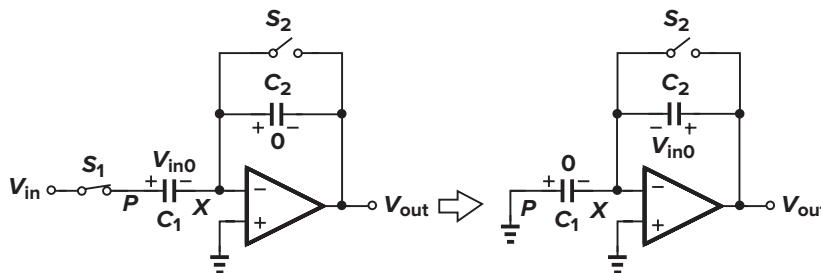 S2
C2
+ −
0
S1
Vin0
Vin
+ −
P
C1
X
−
+
Vout
S2
C2
− +
Vin0
0
+ −
P
C1
X
−
+
Vout